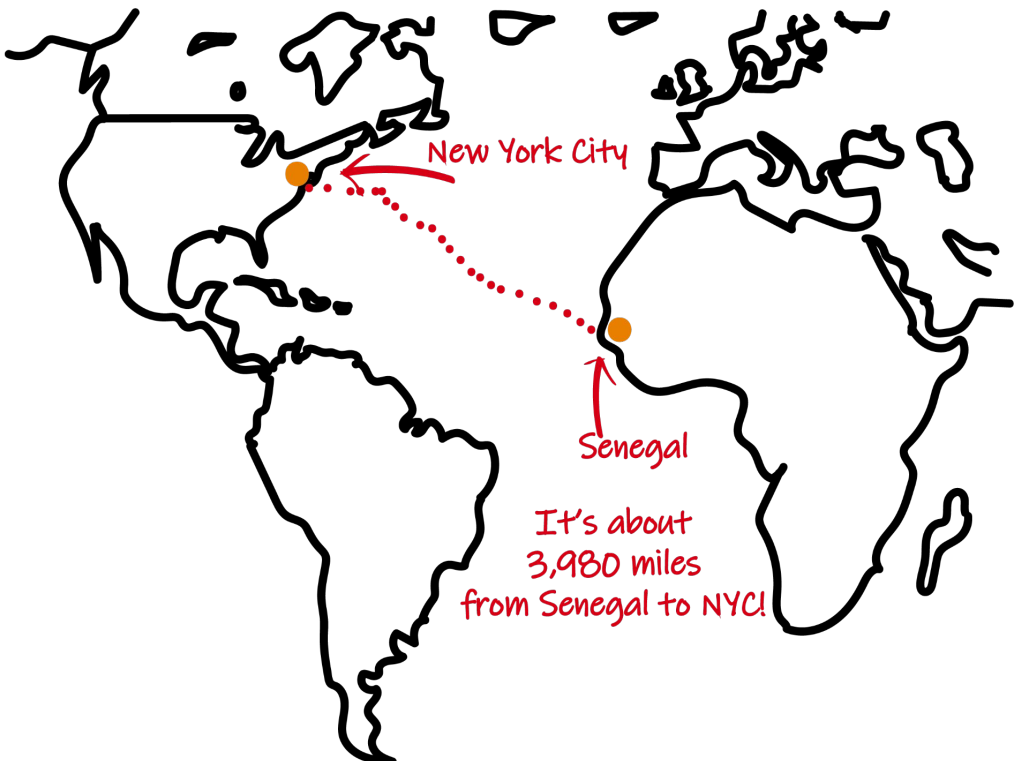 New York City
Senegal
It's about
3,980 miles
from Senegal to NYC!